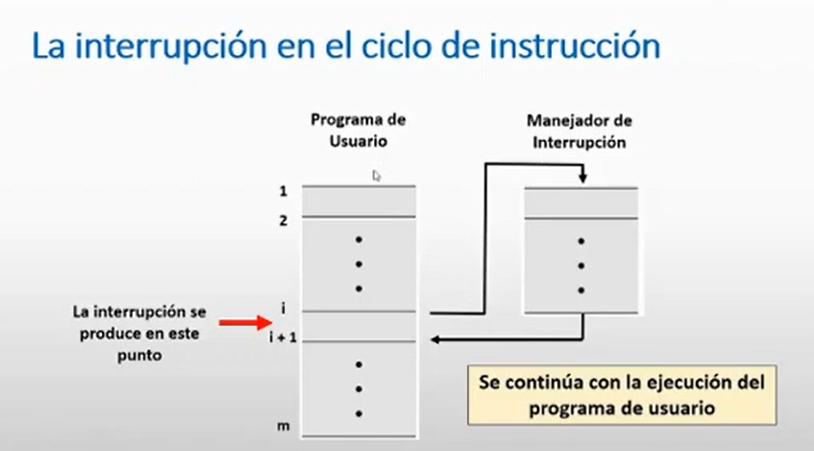 La interrupción en el ciclo de instrucción
Programa de
Usuario
Manejador de
Interrupción
1
2
i
La interrupción se
produce en este
punto
i + 1
m
Se continúa con la ejecución del
programa de usuario